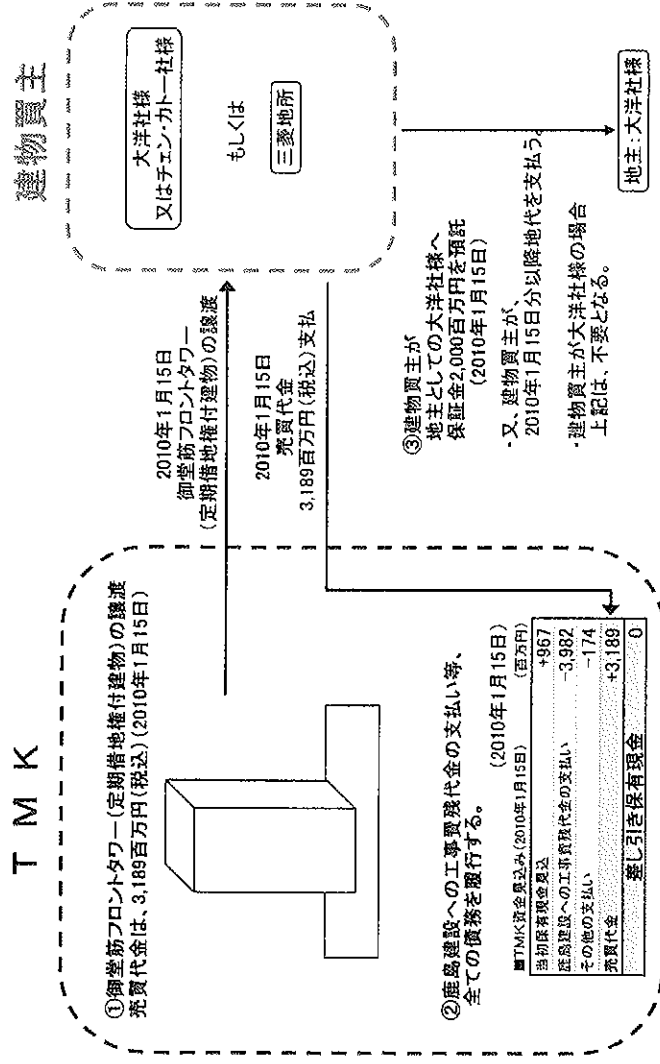 TMK
建物買主
①御堂筋フロントタワー(定期借地権付建物)の譲渡
売買代金は、3,189百万円(税込)(2010年1月15日)
2010年1月15日
御堂筋フロントタワー
(定期借地権付建物)の譲渡
2010年1月15日
売買代金
3,189百万円(税込)支払
大洋社様
又はチェン・カトー社様
もしくは
三菱地所
②鹿島建設への工事費残代金の支払い等、
全ての債務を履行する。
(2010年1月15日)
■TMK資金見込み(2010年1月15日) (百万円)
当初保有現金見込 +967
鹿島建設への工事費残代金の支払い -3,982
その他の支払い -174
売買代金 +3,189
差し引き保有現金 0
③建物買主が
地主としての大洋社様へ
保証金2,000百万円を預託
(2010年1月15日)
・又、建物買主が、
2010年1月15日分以降地代を支払う。
・建物買主が大洋社様の場合
上記は、不要となる。
地主:大洋社様